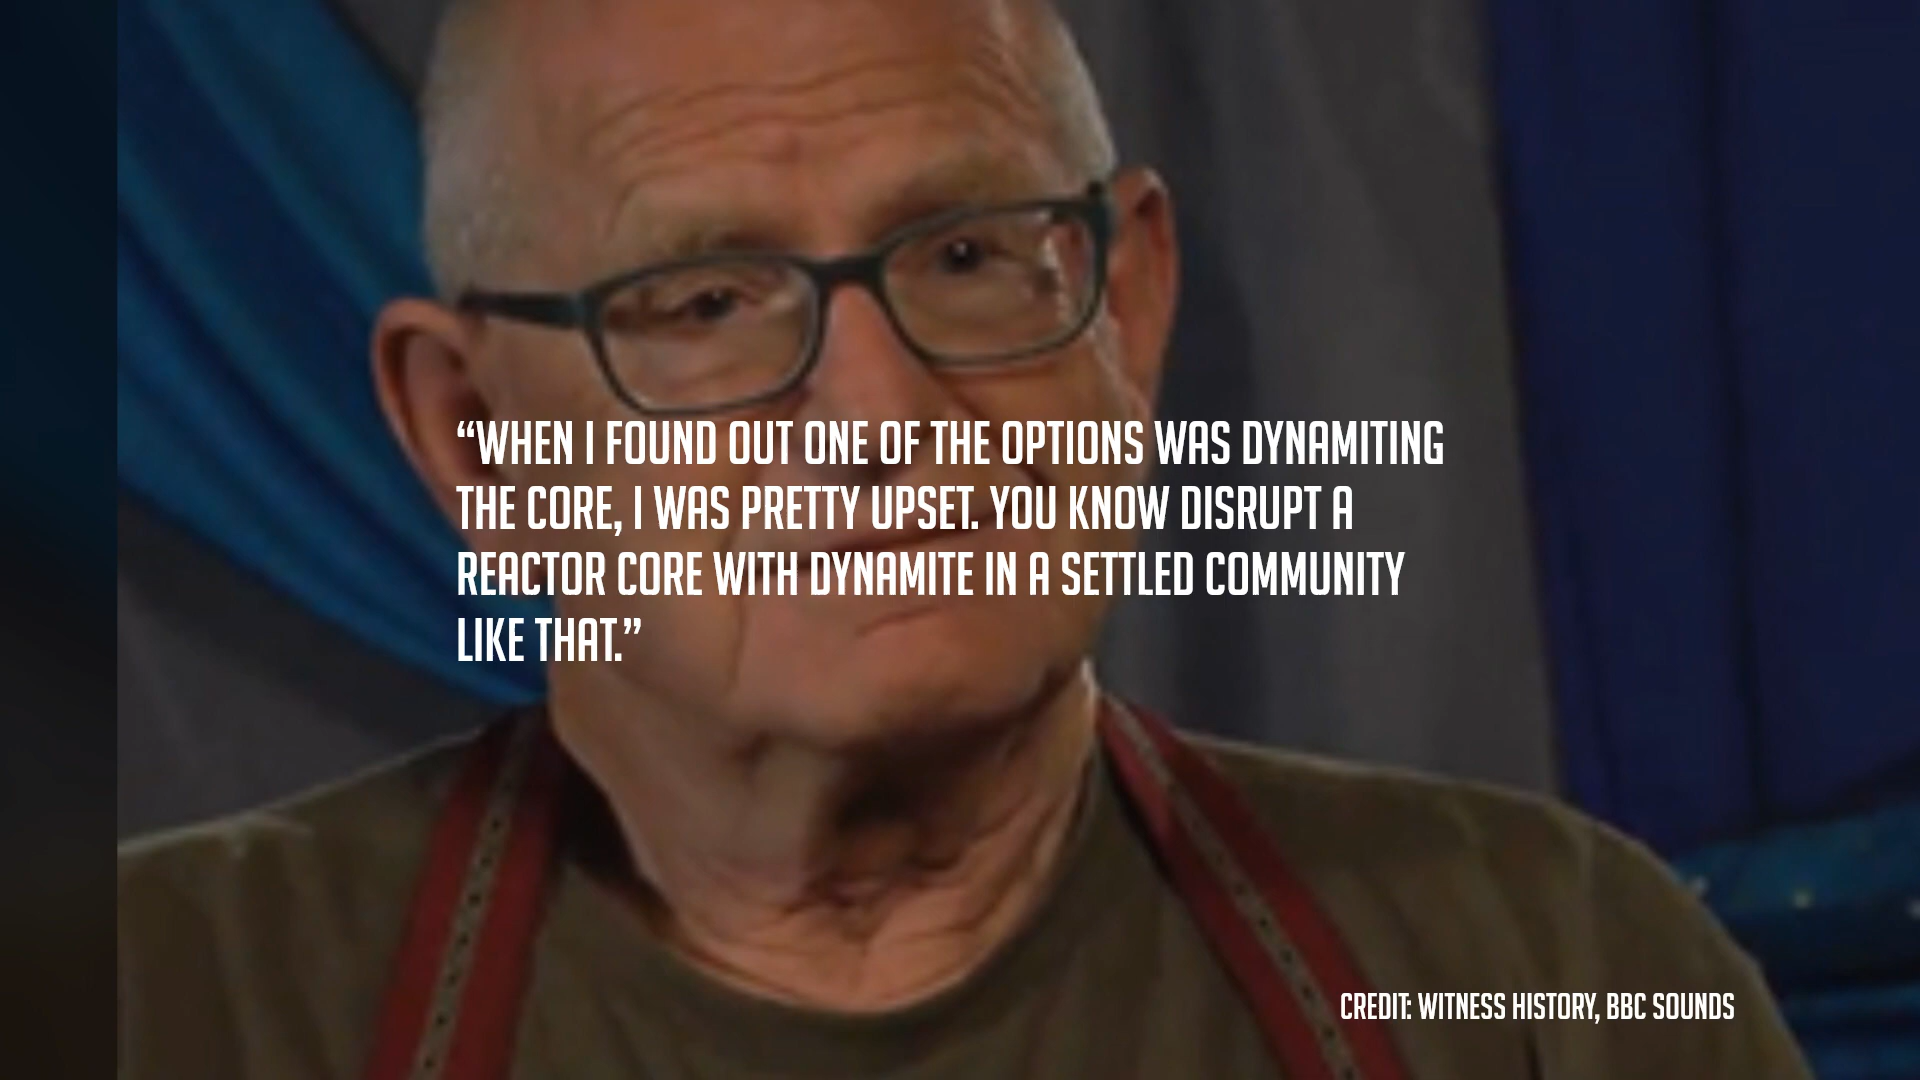 “WHEN I FOUND OUT ONE OF THE OPTIONS WAS DYNAMITING
THE CORE, I WAS PRETTY UPSET. YOU KNOW DISRUPT A
REACTOR CORE WITH DYNAMITE IN A SETTLED COMMUNITY
LIKE THAT.”
CREDIT: WITNESS HISTORY, BBC SOUNDS